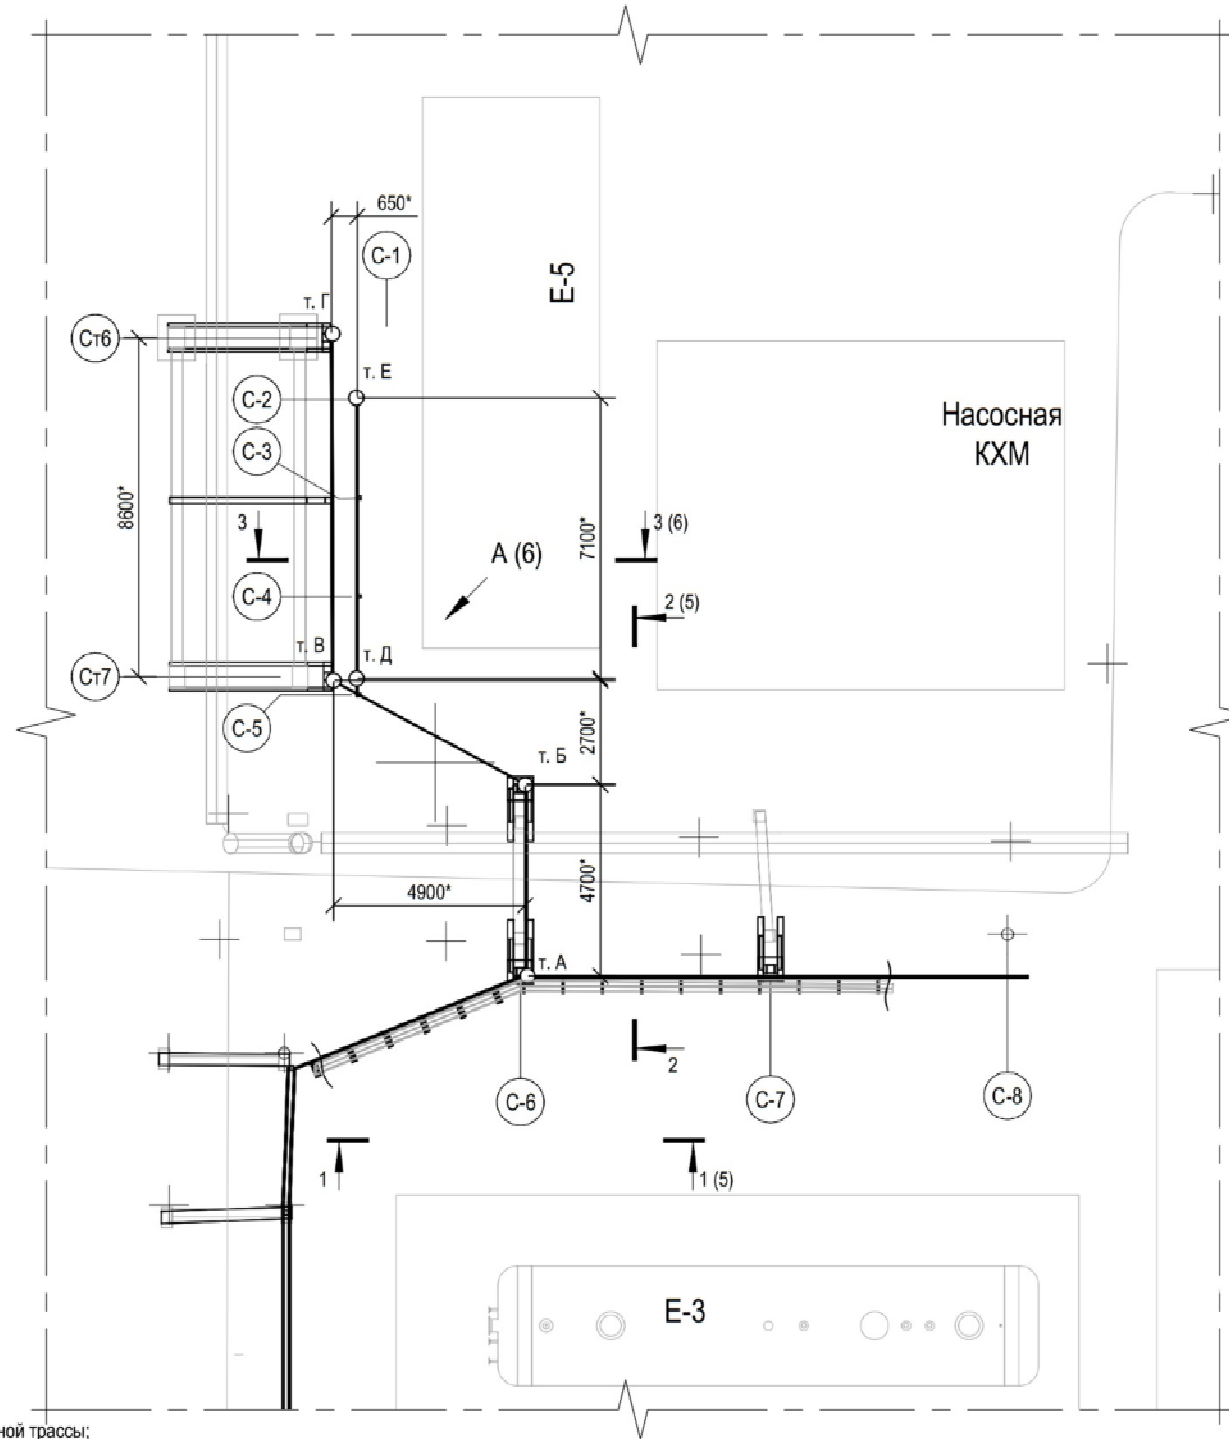 650*
С-1
Е-5
т. Г
Ст6
т. Е
С-2
Насосная
КХМ
С-3
8600*
3
3 (6)
7100*
А (6)
С-4
2 (5)
т. В
т. Д
Ст7
С-5
2700*
т. Б
4700*
4900*
т. А
2
С-6
С-7
С-8
1
1 (5)
Е-3
ной трассы;